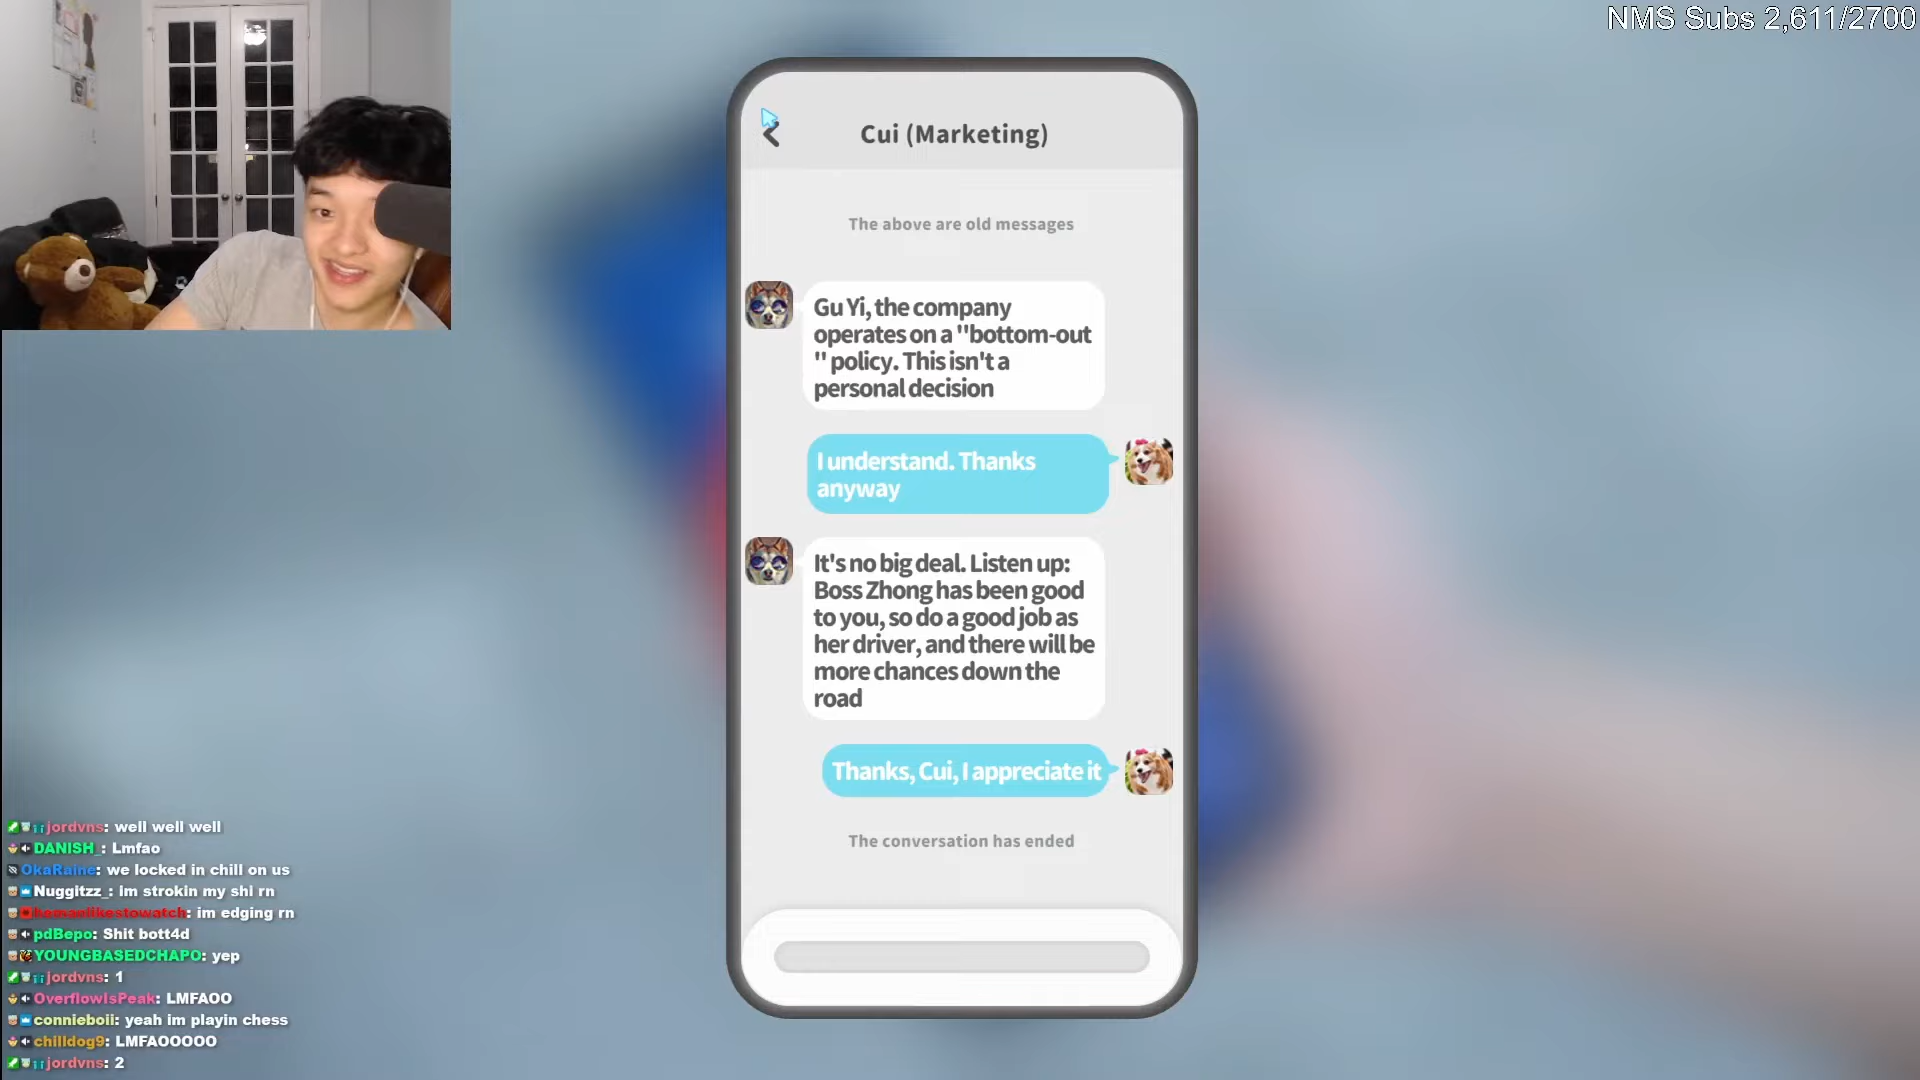 NMS Subs 2,611/2700
Cui (Marketing)
The above are old messages
Gu Yi, the company
operates on a "bottom-out
" policy. This isn't a
personal decision
I understand. Thanks
anyway
It's no big deal. Listen up:
Boss Zhong has been good
to you, so do a good job as
her driver, and there will be
more chances down the
road
Thanks, Cui, I appreciate it
The conversation has ended
jordvns: well well well
DANISH_: Lmfao
OkaRaine: we locked in chill on us
Nuggitzz_: im strokin my shi rn
hemanlikestowatch: im edging rn
pdBepo: Shit bott4d
YOUNGBASEDCHAPO: yep
jordvns: 1
OverflowIsPeak: LMFAOO
connieboii: yeah im playin chess
chilldog9: LMFAOOOOO
jordvns: 2